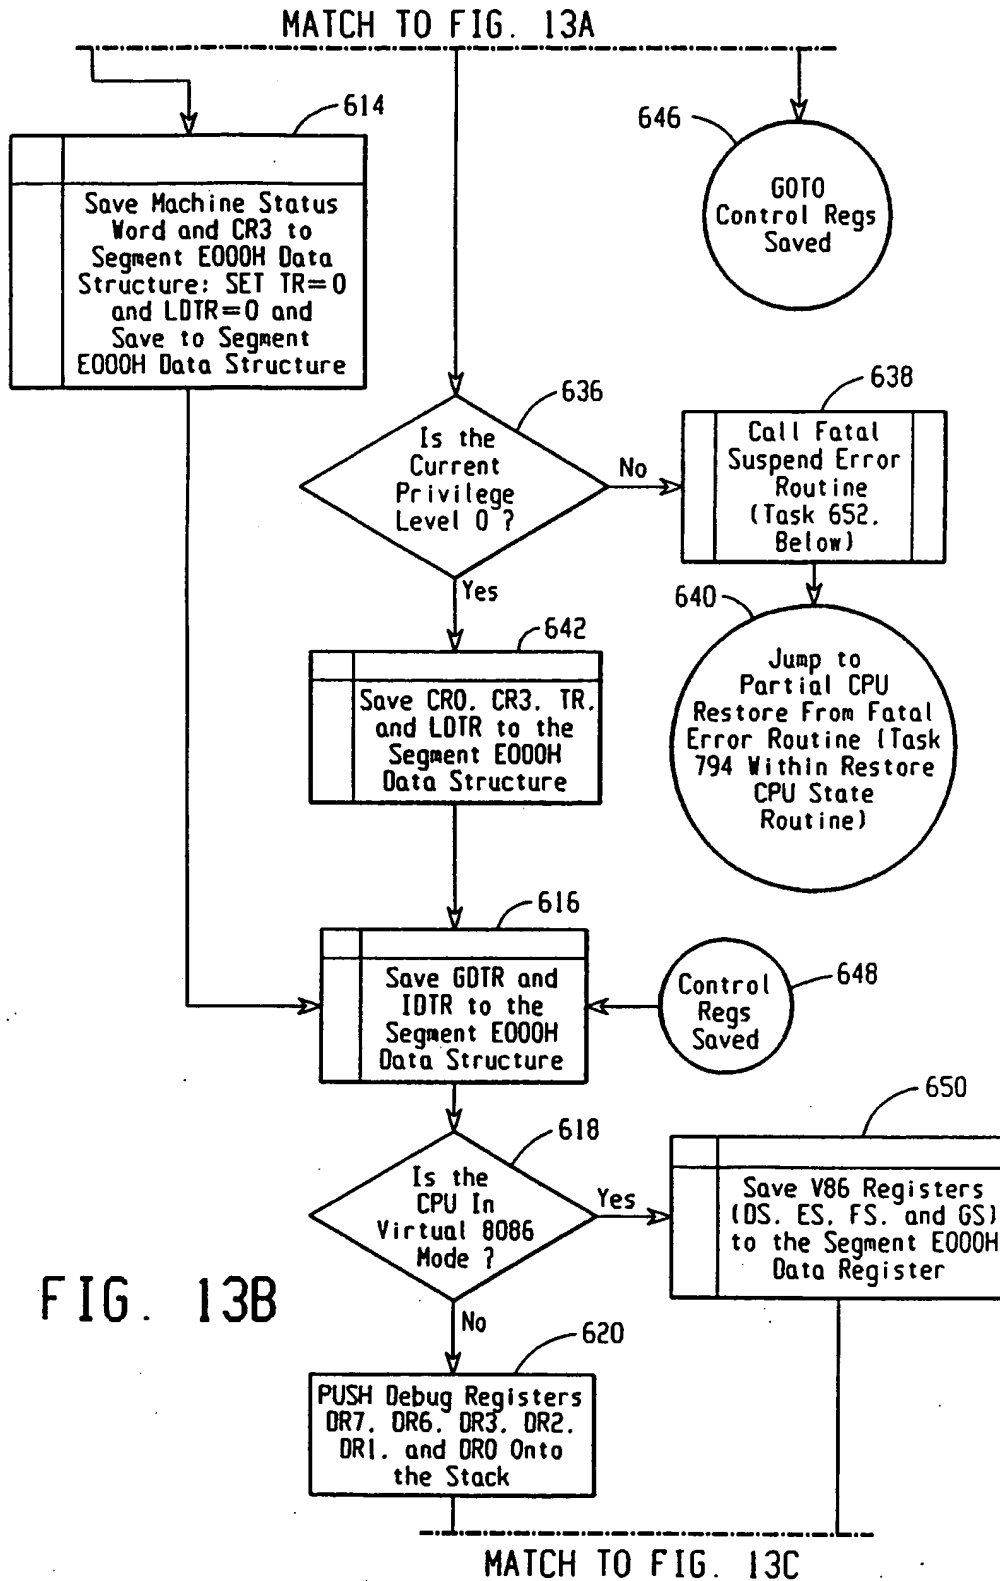 MATCH TO FIG. 13A
614
Save Machine Status
Word and CR3 to
Segment E000H Data
Structure: SET TR=0
and LDTR=0 and
Save to Segment
E000H Data Structure
646
GOTO
Control Regs
Saved
636
Is the
Current
Privilege
Level 0 ?
No
Yes
638
Call Fatal
Suspend Error
Routine
(Task 652.
Below)
640
Jump to
Partial CPU
Restore From Fatal
Error Routine (Task
794 Within Restore
CPU State
Routine)
642
Save CR0. CR3. TR.
and LDTR to the
Segment E000H
Data Structure
616
Save GDTR and
IDTR to the
Segment E000H
Data Structure
Control
Regs
Saved
648
618
Is the
CPU In
Virtual 8086
Mode ?
Yes
No
650
Save V86 Registers
(DS. ES. FS. and GS)
to the Segment E000H
Data Register
FIG. 13B
620
PUSH Debug Registers
DR7. DR6. DR3. DR2.
DR1. and DR0 Onto
the Stack
MATCH TO FIG. 13C